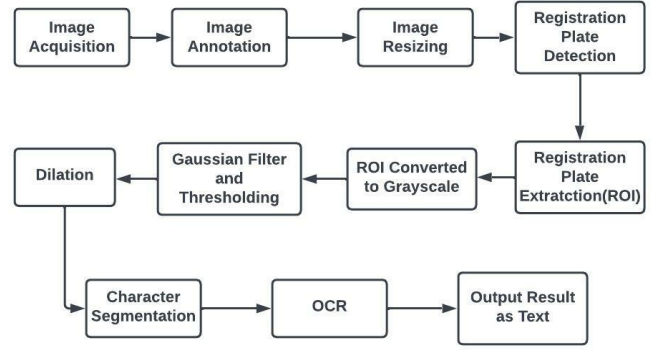 Image
Acquisition
Image
Annotation
Image
Resizing
Registration
Plate
Detection
Registration
Plate
Extratction(ROI)
ROI Converted
to Grayscale
Gaussian Filter
and
Thresholding
Dilation
Character
Segmentation
OCR
Output Result
as Text